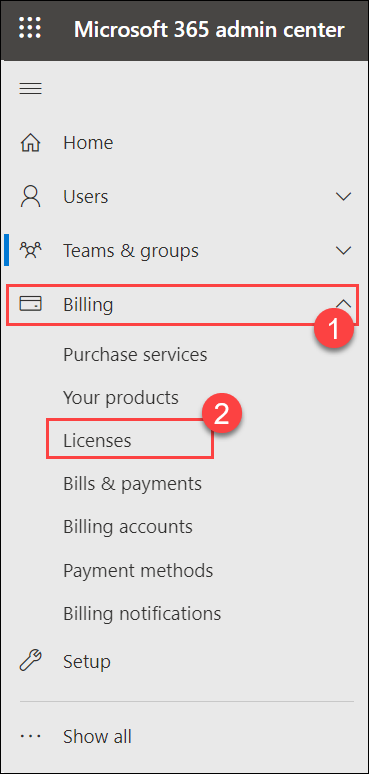 Microsoft 365 admin center
Home
Users
Teams & groups
Billing
1
Purchase services
Your products
2
Licenses
Bills & payments
Billing accounts
Payment methods
Billing notifications
Setup
Show all